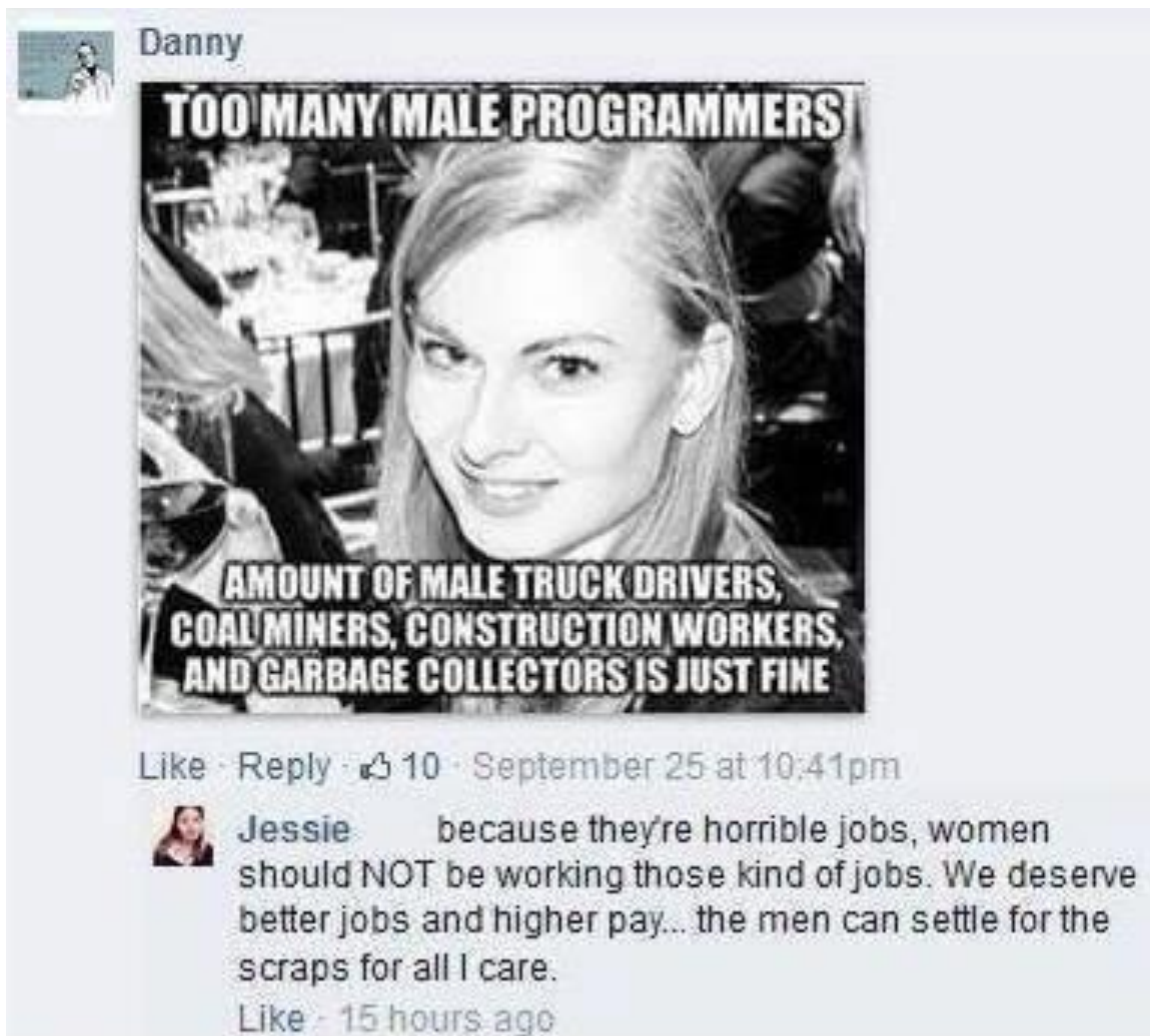 Danny
TOO MANY MALE PROGRAMMERS
AMOUNT OF MALE TRUCK DRIVERS,
COAL MINERS, CONSTRUCTION WORKERS,
AND GARBAGE COLLECTORS IS JUST FINE
Like · Reply · 10 · September 25 at 10:41pm
Jessie because they're horrible jobs, women
should NOT be working those kind of jobs. We deserve
better jobs and higher pay... the men can settle for the
scraps for all I care.
Like · 15 hours ago